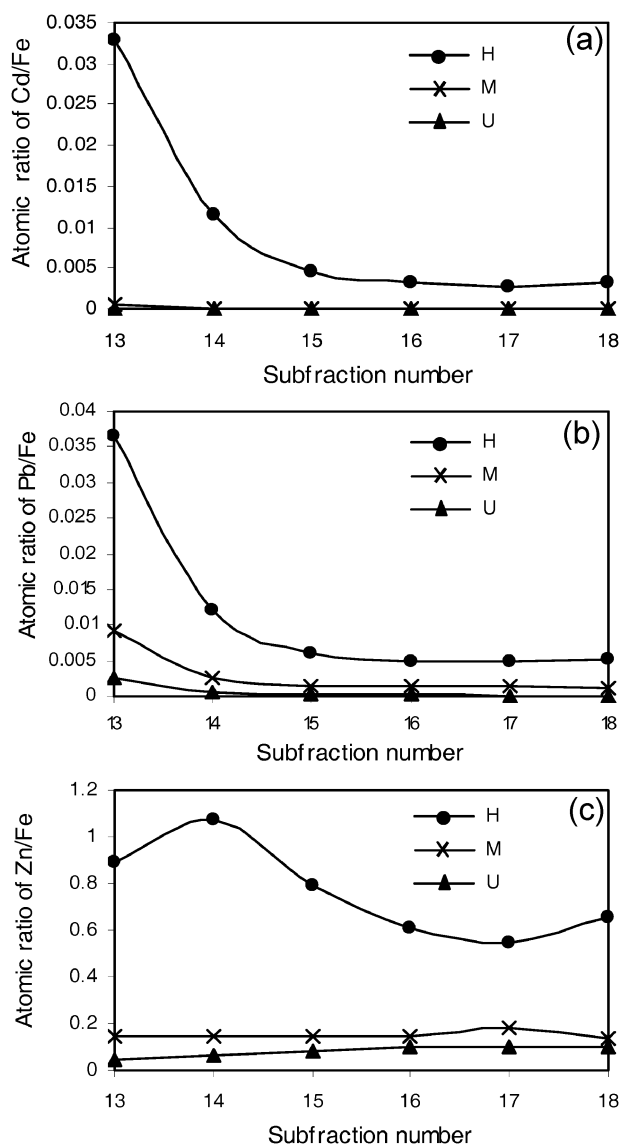 (a)
Atomic ratio of Cd/Fe
0.035
0.03
0.025
0.02
0.015
0.01
0.005
0
H
M
U
13 14 15 16 17 18
Subfraction number
(b)
Atomic ratio of Pb/Fe
0.04
0.035
0.03
0.025
0.02
0.015
0.01
0.005
0
H
M
U
13 14 15 16 17 18
Subfraction number
(c)
Atomic ratio of Zn/Fe
1.2
1
0.8
0.6
0.4
0.2
0
H
M
U
13 14 15 16 17 18
Subfraction number